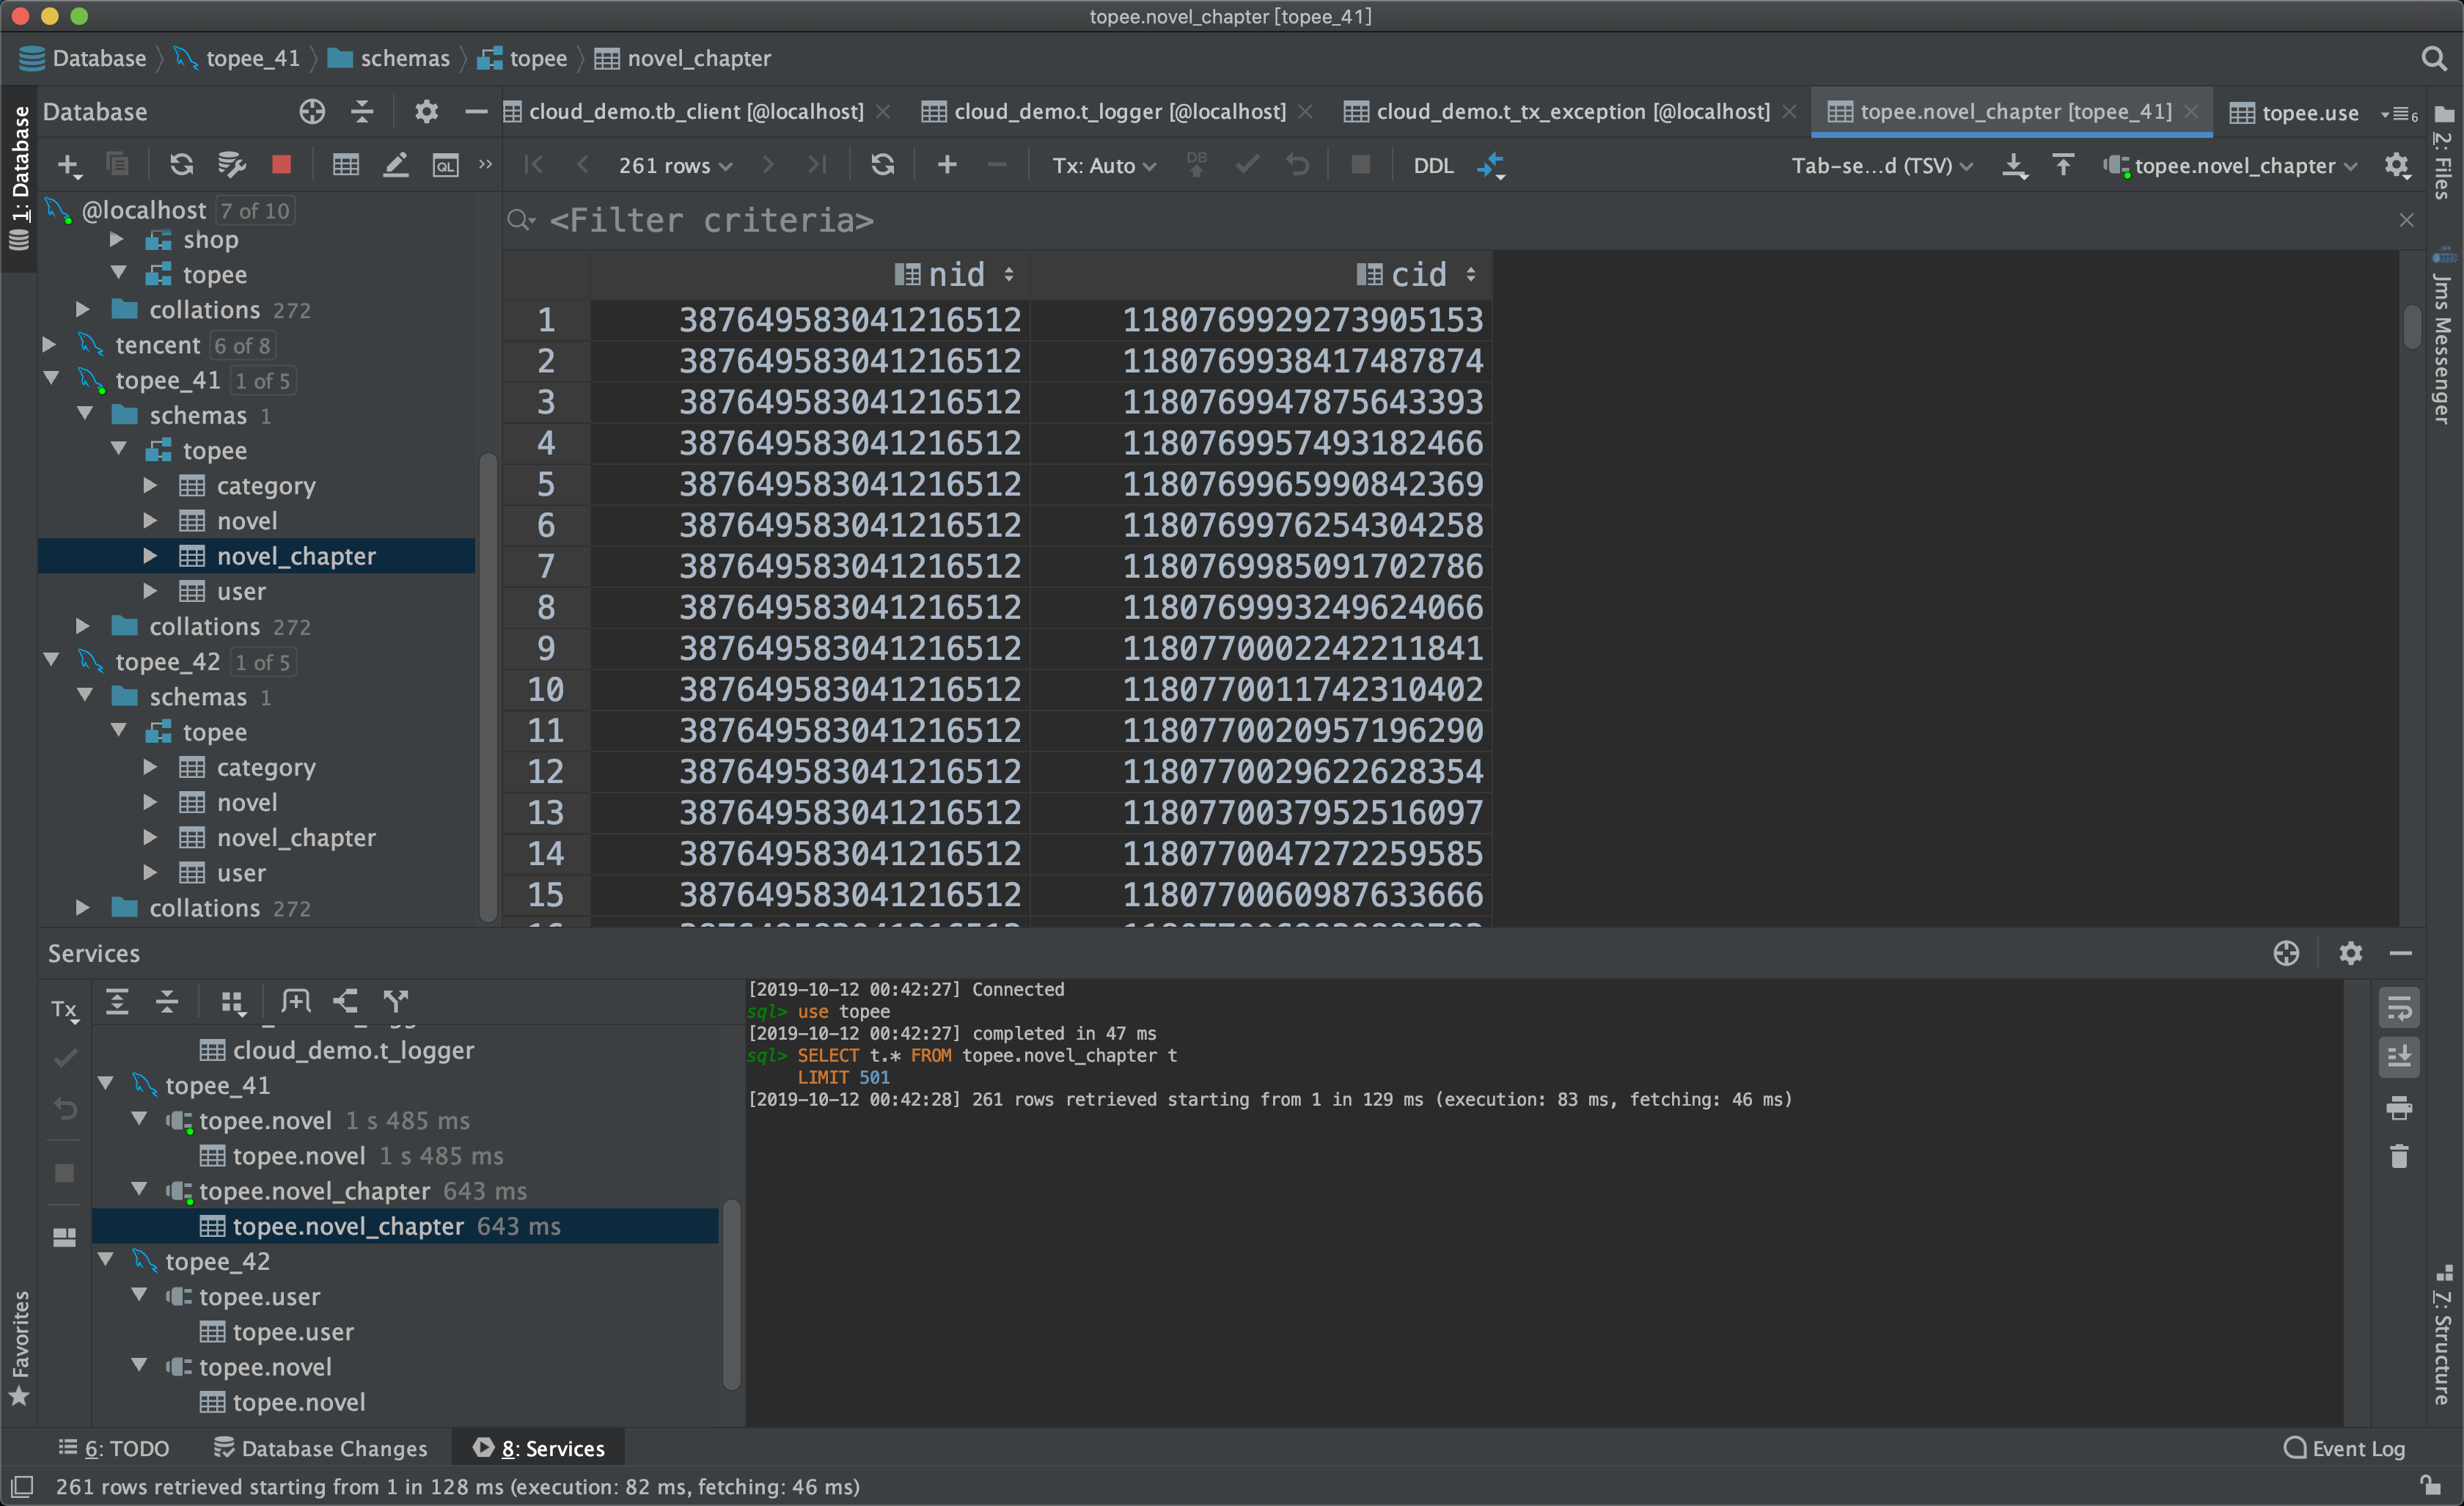 topee.novel_chapter [topee_41]
Database topee_41 schemas topee novel_chapter
1: Database
Database
cloud_demo.tb_client [@localhost] cloud_demo.t_logger [@localhost] cloud_demo.t_tx_exception [@localhost] topee.novel_chapter [topee_41] topee.use 6
QL 261 rows Tx: Auto DB DDL Tab-se...d (TSV) topee.novel_chapter
<Filter criteria>
@localhost 7 of 10
shop
topee
collations 272
tencent 6 of 8
topee_41 1 of 5
schemas 1
topee
category
novel
novel_chapter
user
collations 272
topee_42 1 of 5
schemas 1
topee
category
novel
novel_chapter
user
collations 272
nid cid
1 387649583041216512 1180769929273905153
2 387649583041216512 1180769938417487874
3 387649583041216512 1180769947875643393
4 387649583041216512 1180769957493182466
5 387649583041216512 1180769965990842369
6 387649583041216512 1180769976254304258
7 387649583041216512 1180769985091702786
8 387649583041216512 1180769993249624066
9 387649583041216512 1180770002242211841
10 387649583041216512 1180770011742310402
11 387649583041216512 1180770020957196290
12 387649583041216512 1180770029622628354
13 387649583041216512 1180770037952516097
14 387649583041216512 1180770047272259585
15 387649583041216512 1180770060987633666
2: Files
Jms Messenger
7: Structure
Favorites
Services
Tx
cloud_demo.t_logger
topee_41
topee.novel 1 s 485 ms
topee.novel 1 s 485 ms
topee.novel_chapter 643 ms
topee.novel_chapter 643 ms
topee_42
topee.user
topee.user
topee.novel
topee.novel
[2019-10-12 00:42:27] Connected
sql> use topee
[2019-10-12 00:42:27] completed in 47 ms
sql> SELECT t.* FROM topee.novel_chapter t
LIMIT 501
[2019-10-12 00:42:28] 261 rows retrieved starting from 1 in 129 ms (execution: 83 ms, fetching: 46 ms)
6: TODO Database Changes 8: Services Event Log
261 rows retrieved starting from 1 in 128 ms (execution: 82 ms, fetching: 46 ms)